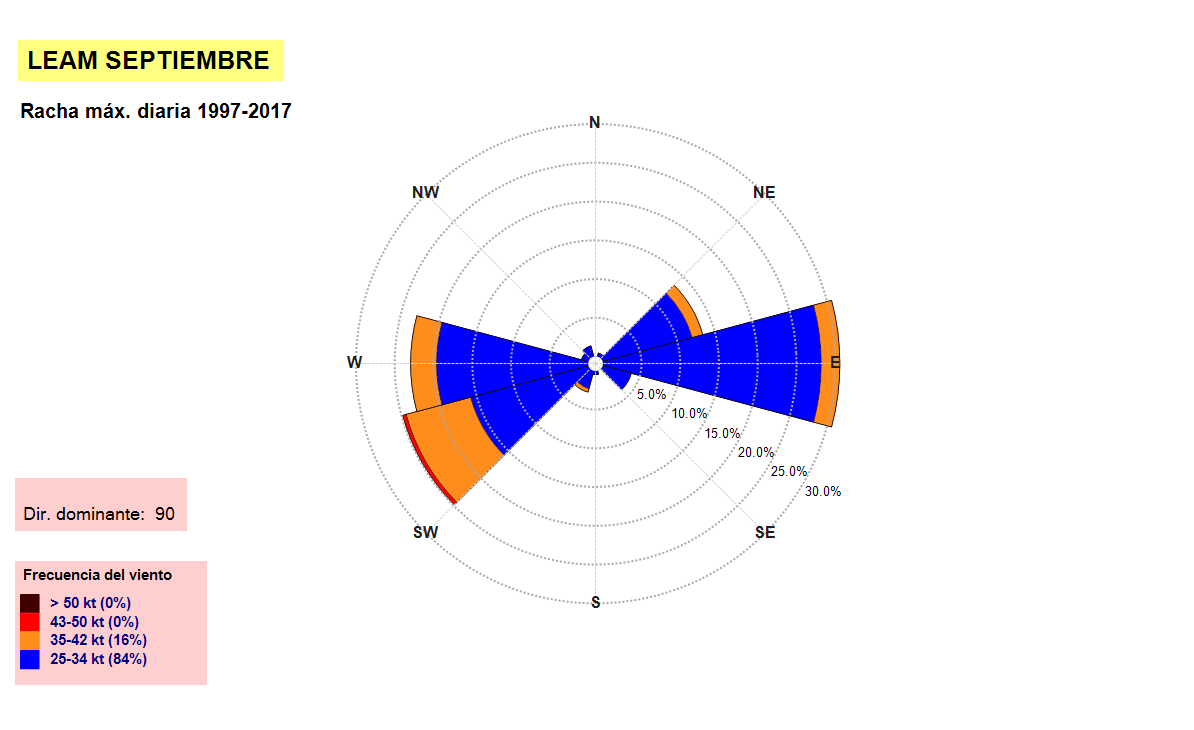 LEAM SEPTIEMBRE
Racha máx. diaria 1997-2017
N
NW
NE
W
E
5.0%
10.0%
15.0%
20.0%
25.0%
30.0%
SW
SE
S
Dir. dominante: 90
Frecuencia del viento
> 50 kt (0%)
43-50 kt (0%)
35-42 kt (16%)
25-34 kt (84%)